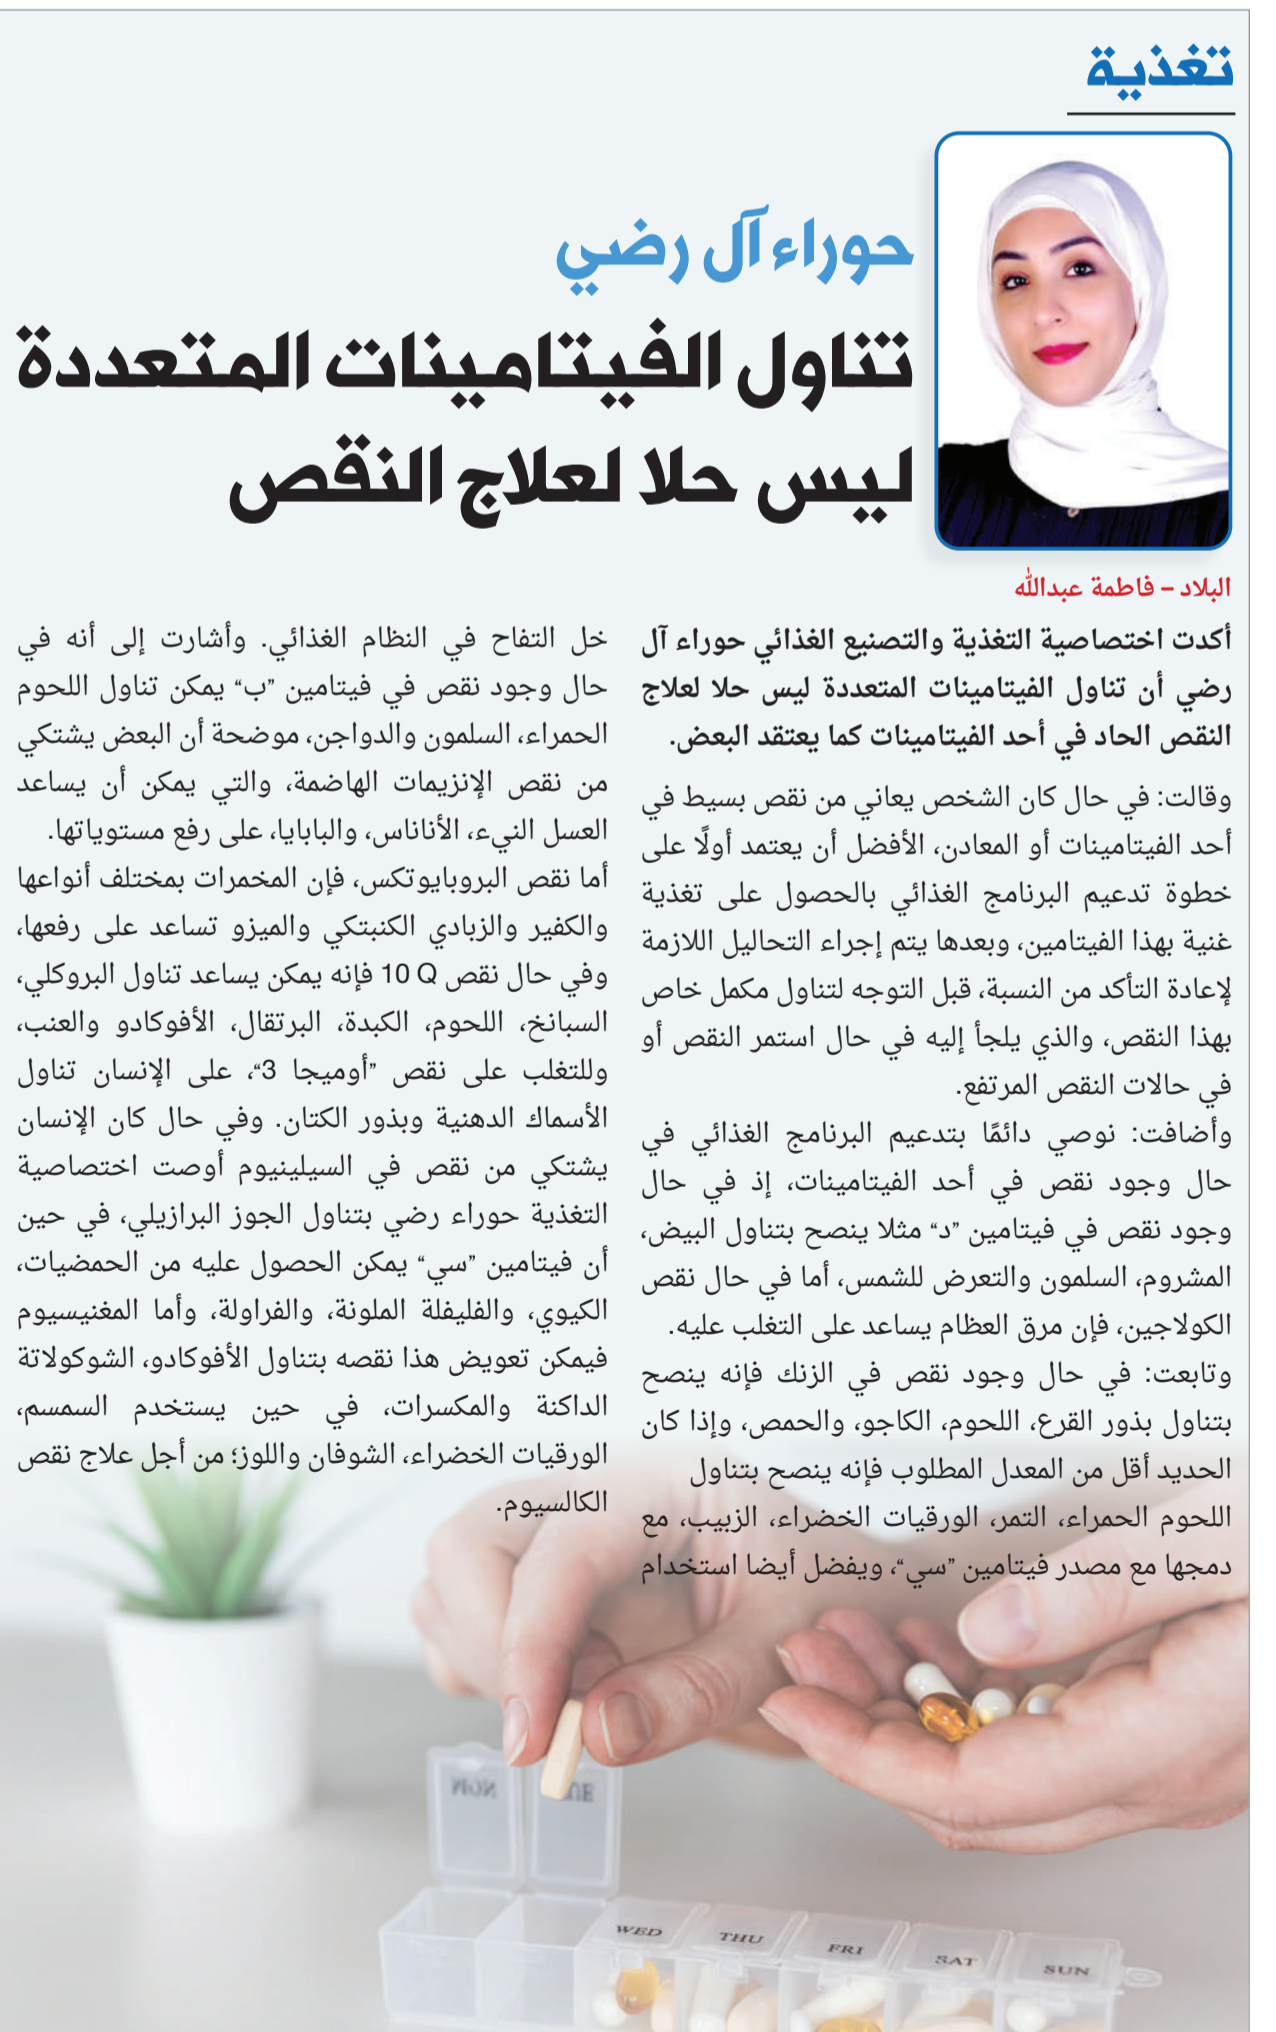 تغذية
حوراء آل رضي
تناول الفيتامينات المتعددة
ليس حلا لعلاج النقص
البلاد – فاطمة عبدالله
أكدت اختصاصية التغذية والتصنيع الغذائي حوراء آل
رضي أن تناول الفيتامينات المتعددة ليس حلا لعلاج
النقص الحاد في أحد الفيتامينات كما يعتقد البعض.
وقالت: في حال كان الشخص يعاني من نقص بسيط في
أحد الفيتامينات أو المعادن، الأفضل أن يعتمد أولًا على
خطوة تدعيم البرنامج الغذائي بالحصول على تغذية
غنية بهذا الفيتامين، وبعدها يتم إجراء التحاليل اللازمة
لإعادة التأكد من النسبة، قبل التوجه لتناول مكمل خاص
بهذا النقص، والذي يلجأ إليه في حال استمر النقص أو
في حالات النقص المرتفع.
وأضافت: نوصي دائمًا بتدعيم البرنامج الغذائي في
حال وجود نقص في أحد الفيتامينات، إذ في حال
وجود نقص في فيتامين ”د“ مثلا ينصح بتناول البيض،
المشروم، السلمون والتعرض للشمس، أما في حال نقص
الكولاجين، فإن مرق العظام يساعد على التغلب عليه.
وتابعت: في حال وجود نقص في الزنك فإنه ينصح
بتناول بذور القرع، اللحوم، الكاجو، والحمص، وإذا كان
الحديد أقل من المعدل المطلوب فإنه ينصح بتناول
اللحوم الحمراء، التمر، الورقيات الخضراء، الزبيب، مع
دمجها مع مصدر فيتامين ”سي“، ويفضل أيضا استخدام
خل التفاح في النظام الغذائي. وأشارت إلى أنه في
حال وجود نقص في فيتامين ”ب“ يمكن تناول اللحوم
الحمراء، السلمون والدواجن، موضحة أن البعض يشتكي
من نقص الإنزيمات الهاضمة، والتي يمكن أن يساعد
العسل النيء، الأناناس، والبابايا، على رفع مستوياتها.
أما نقص البروبايوتكس، فإن المخمرات بمختلف أنواعها
والكفير والزبادي الكنبتكي والميزو تساعد على رفعها،
وفي حال نقص Q 10 فإنه يمكن يساعد تناول البروكلي،
السبانخ، اللحوم، الكبدة، البرتقال، الأفوكادو والعنب،
وللتغلب على نقص ”أوميجا 3“، على الإنسان تناول
الأسماك الدهنية وبذور الكتان. وفي حال كان الإنسان
يشتكي من نقص في السيلينيوم أوصت اختصاصية
التغذية حوراء رضي بتناول الجوز البرازيلي، في حين
أن فيتامين ”سي“ يمكن الحصول عليه من الحمضيات،
الكيوي، والفليفلة الملونة، والفراولة، وأما المغنيسيوم
فيمكن تعويض هذا نقصه بتناول الأفوكادو، الشوكولاتة
الداكنة والمكسرات، في حين يستخدم السمسم،
الورقيات الخضراء، الشوفان واللوز؛ من أجل علاج نقص
الكالسيوم.
MON
TUE
WED
THU
FRI
SAT
SUN